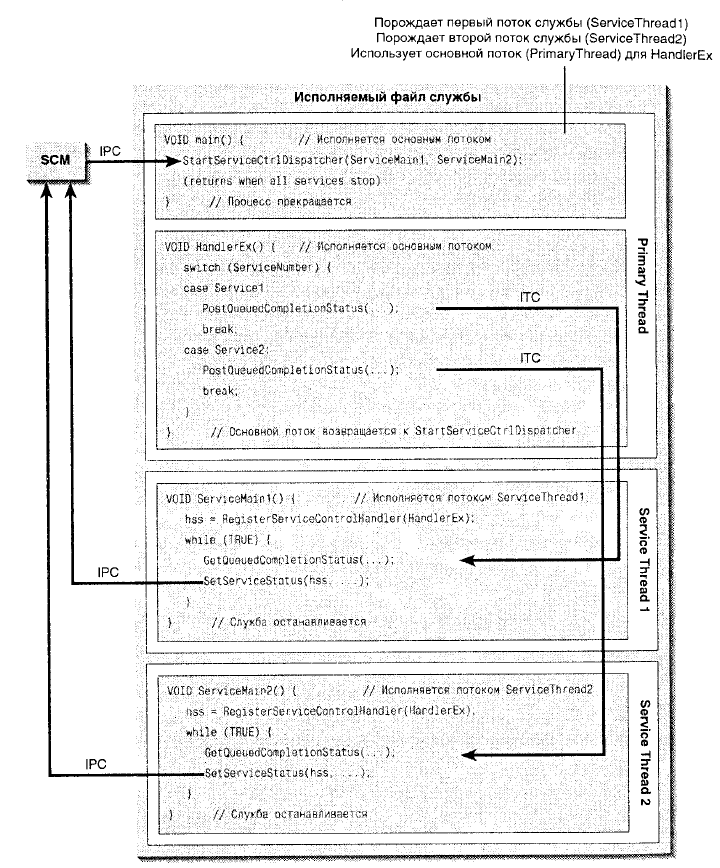 Порождает первый поток службы (ServiceThread1)
Порождает второй поток службы (ServiceThread2)
Использует основной поток (PrimaryThread) для HandlerEx
Исполняемый файл службы
SCM
IPC
VOID main() { // Исполняется основным потоком
StartServiceCtrlDispatcher(ServiceMain1, ServiceMain2);
(returns when all services stop)
} // Процесс прекращается
VOID HandlerEx() { // Исполняется основным потоком
switch (ServiceNumber) {
case Service1:
PostQueuedCompletionStatus(...);
break;
case Service2:
PostQueuedCompletionStatus(...);
break;
}
} // Основной поток возвращается к StartServiceCtrlDispatcher
ITC
ITC
Primary Thread
VOID ServiceMain1() { // Исполняется потоком ServiceThread1
hss = RegisterServiceControlHandler(HandlerEx);
while (TRUE) {
GetQueuedCompletionStatus(...);
SetServiceStatus(hss, ...);
}
} // Служба останавливается
IPC
Service Thread 1
VOID ServiceMain2() { // Исполняется потоком ServiceThread2
hss = RegisterServiceControlHandler(HandlerEx);
while (TRUE) {
GetQueuedCompletionStatus(...);
SetServiceStatus(hss, ...);
}
} // Служба останавливается
IPC
Service Thread 2